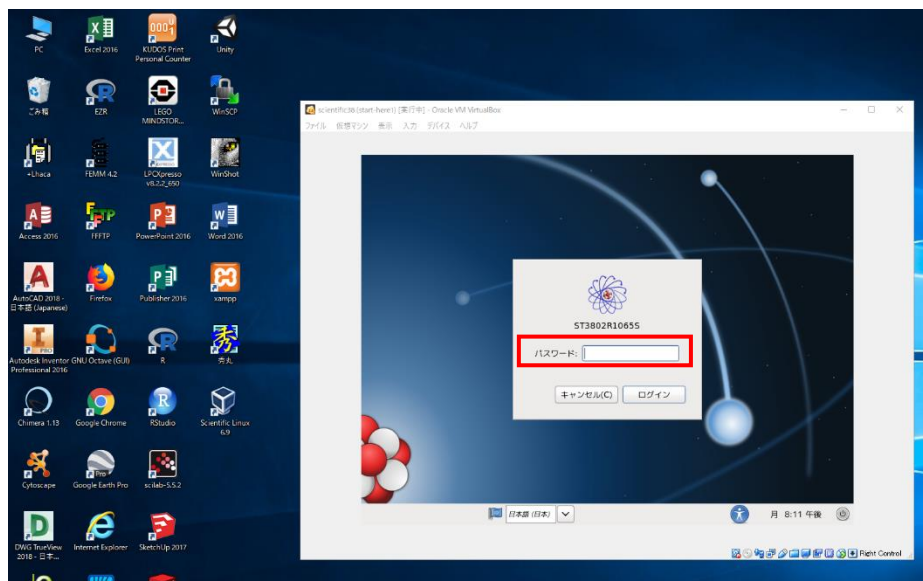 PC
Excel 2016
KUDOS Print
Personal Counter
Unity
ごみ箱
EZR
LEGO
MINOSTOR...
WinSCP
+Lhaca
FEMM 4.2
LPCXpresso
v8.2.2_650
WinShot
Access 2016
FFFTP
PowerPoint 2016
Word 2016
AutoCAD 2018 -
日本語 (Japanese)
Firefox
Publisher 2016
xampp
Autodesk Inventor
Professional 2016
GNU Octave (GUI)
R
秀丸
Chimera 1.13
Google Chrome
RStudio
Scientific Linux
6.9
Cytoscape
Google Earth Pro
scilab-5.5.2
DWG TrueView
2018 - 日本...
Internet Explorer
SketchUp 2017
(start-here!) [実行中] - Oracle VM VirtualBox
ファイル 仮想マシン 表示 入力 デバイス ヘルプ
ST3802R1065S
パスワード:
キャンセル(C) ログイン
日本語 (日本)
月 8:11 午後
Right Control